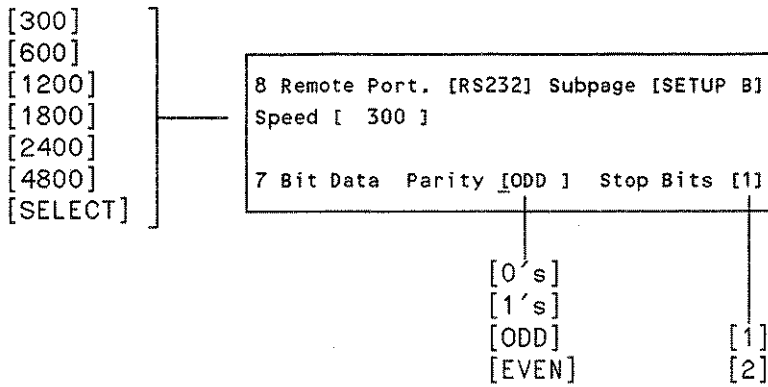 [300]
[600]
[1200]
[1800]
[2400]
[4800]
[SELECT]
8 Remote Port. [RS232] Subpage [SETUP B]
Speed [ 300 ]
7 Bit Data Parity [ODD ] Stop Bits [1]
[0's]
[1's]
[ODD]
[EVEN]
[1]
[2]